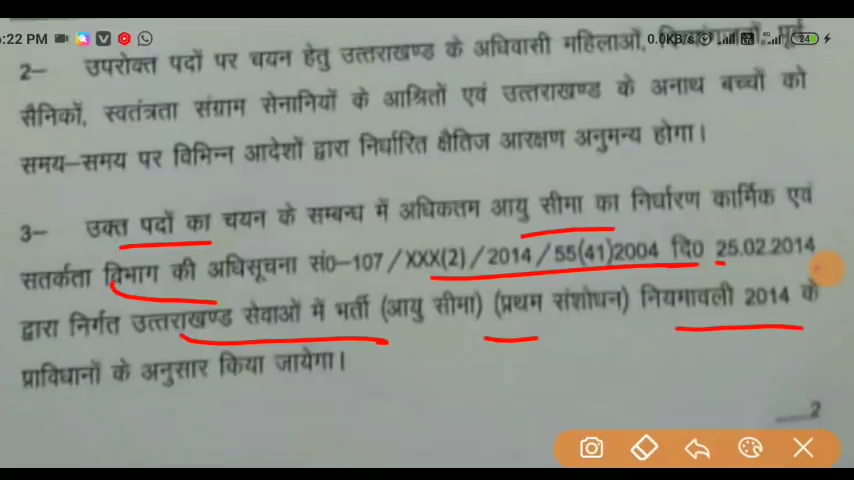 :22 PM 0.0KB/s 24
2– उपरोक्त पदों पर चयन हेतु उत्तराखण्ड के अधिवासी महिलाओं,
सैनिकों, स्वतंत्रता संग्राम सेनानियों के आश्रितों एवं उत्तराखण्ड के अनाथ बच्चों को
समय–समय पर विभिन्न आदेशों द्वारा निर्धारित क्षैतिज आरक्षण अनुमन्य होगा।
3– उक्त पदों का चयन के सम्बन्ध में अधिकतम आयु सीमा का निर्धारण कार्मिक एवं
सतर्कता विभाग की अधिसूचना सं0–107/XXX(2)/2014/55(41)2004 दि0 25.02.2014
द्वारा निर्गत उत्तराखण्ड सेवाओं में भर्ती (आयु सीमा) (प्रथम संशोधन) नियमावली 2014 के
प्राविधानों के अनुसार किया जायेगा।
2